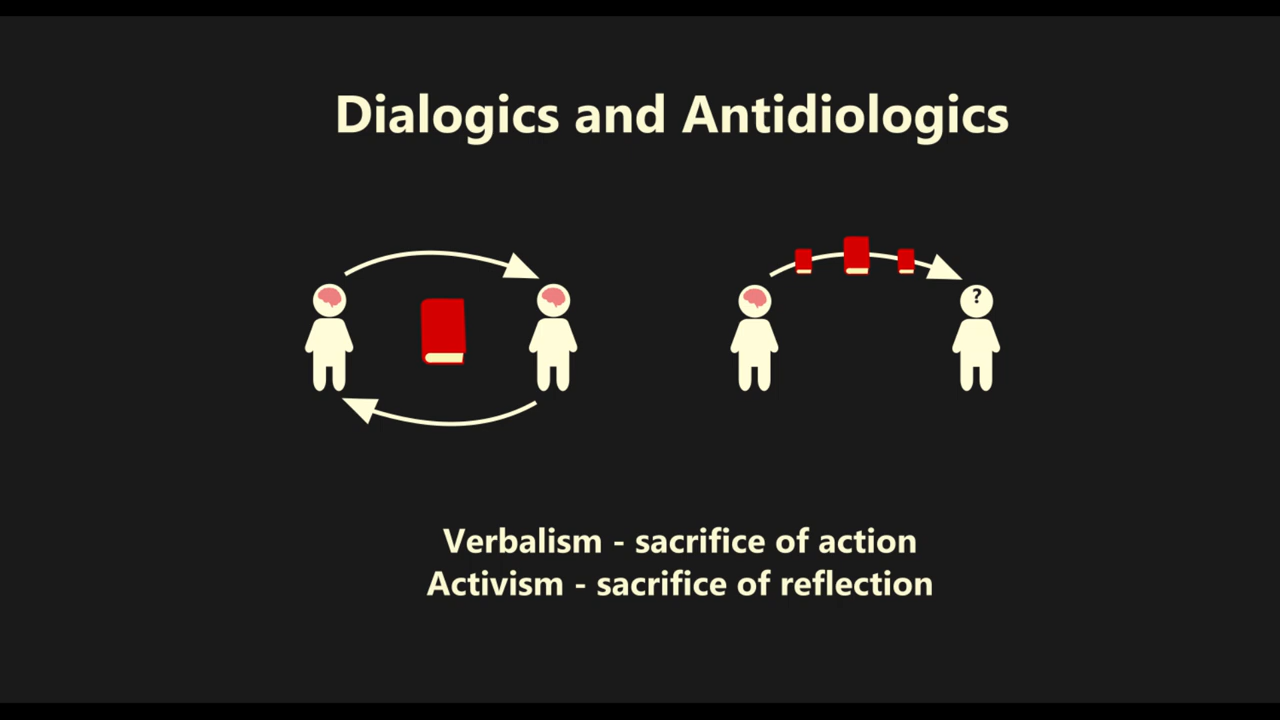 Dialogics and Antidiologics
?
Verbalism - sacrifice of action
Activism - sacrifice of reflection